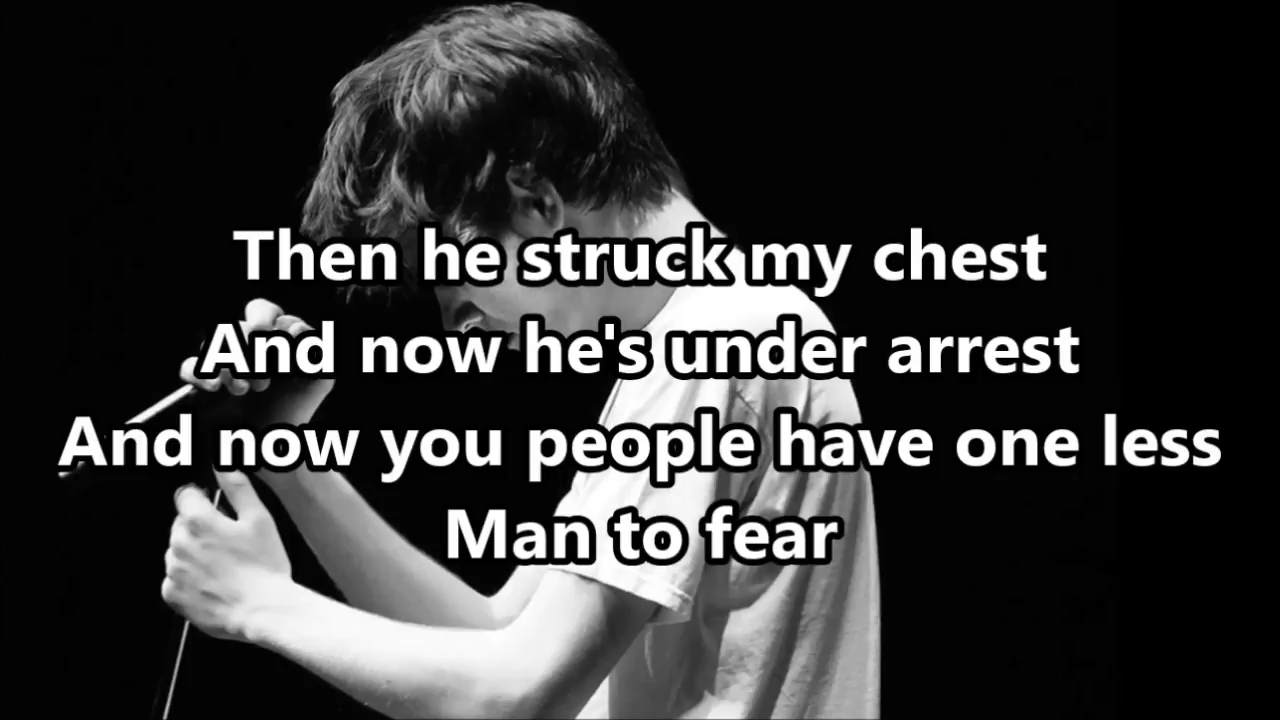 Then he struck my chest
And now he's under arrest
And now you people have one less
Man to fear